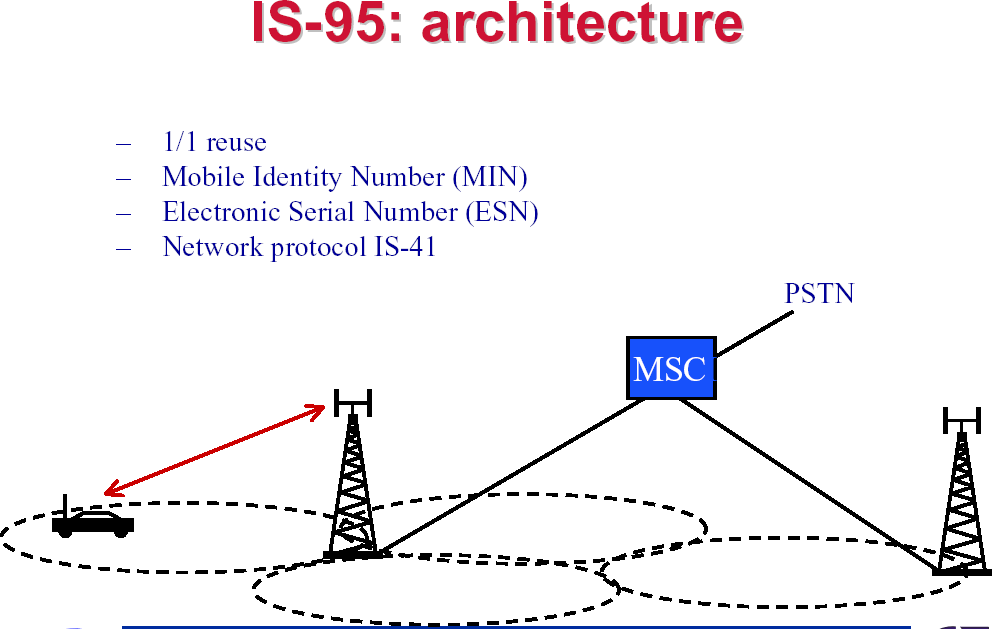 IS-95: architecture
– 1/1 reuse
– Mobile Identity Number (MIN)
– Electronic Serial Number (ESN)
– Network protocol IS-41
PSTN
MSC